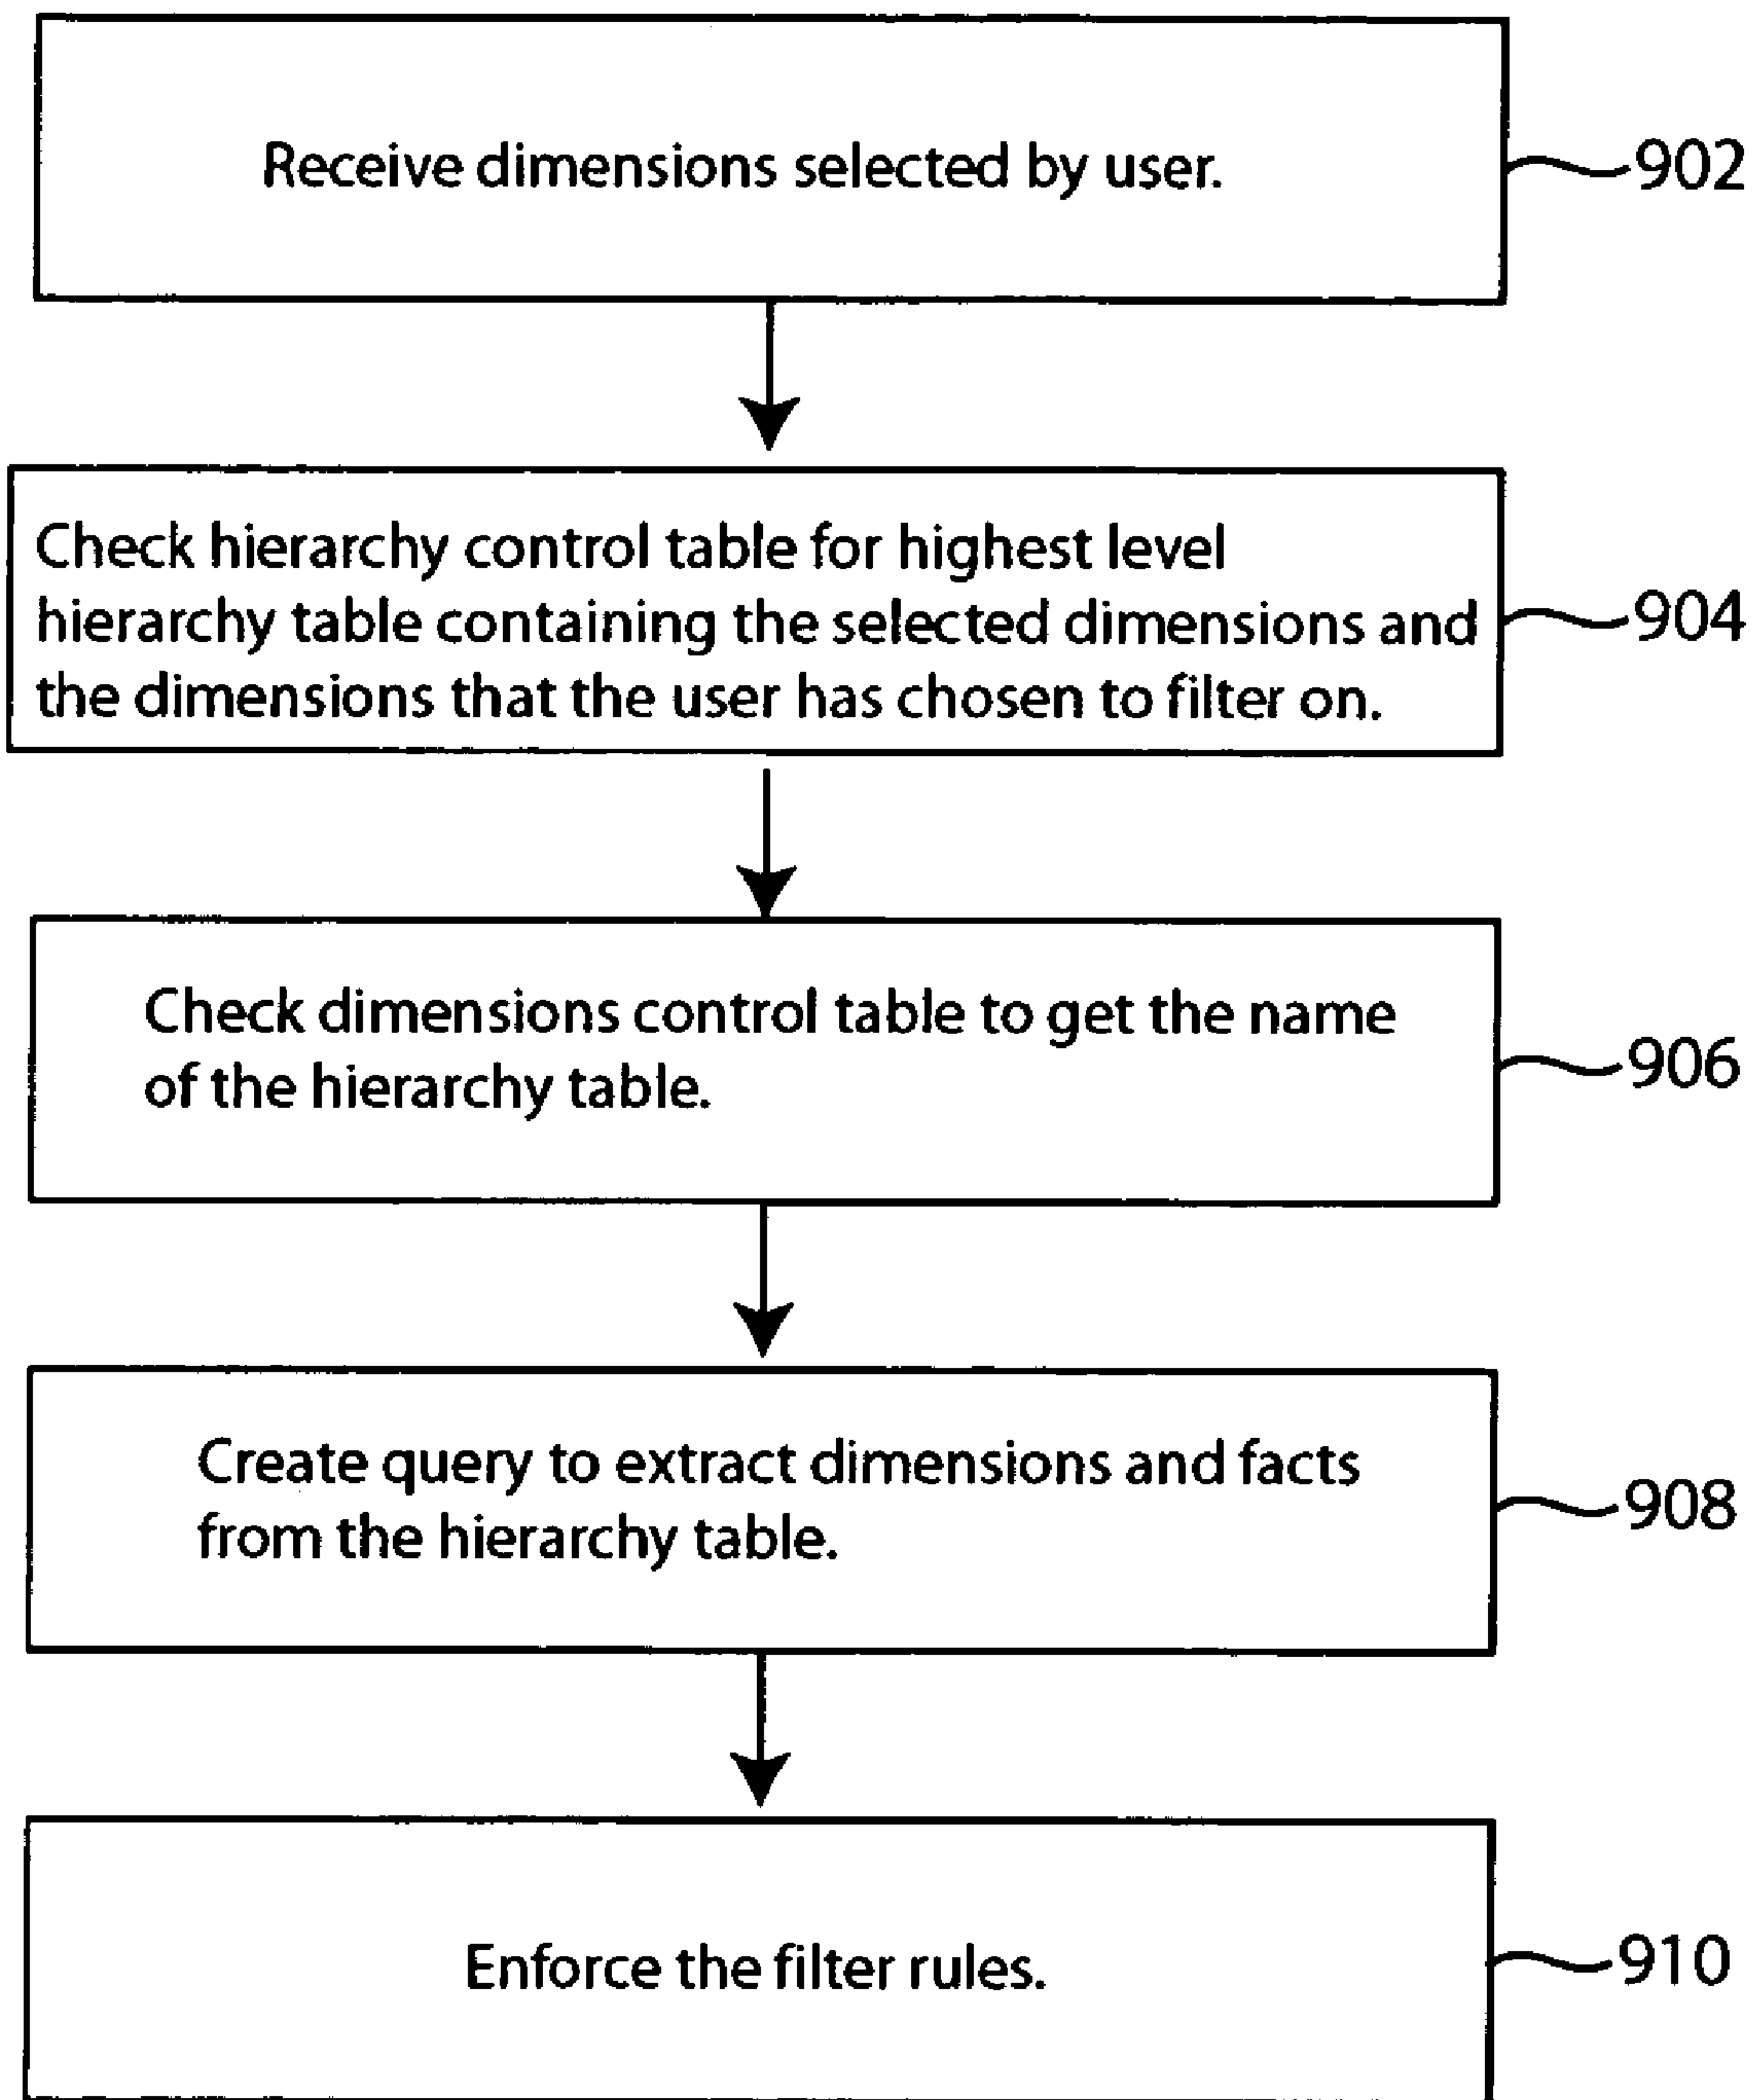 Receive dimensions selected by user.
902
Check hierarchy control table for highest level
hierarchy table containing the selected dimensions and
the dimensions that the user has chosen to filter on.
904
Check dimensions control table to get the name
of the hierarchy table.
906
Create query to extract dimensions and facts
from the hierarchy table.
908
Enforce the filter rules.
910